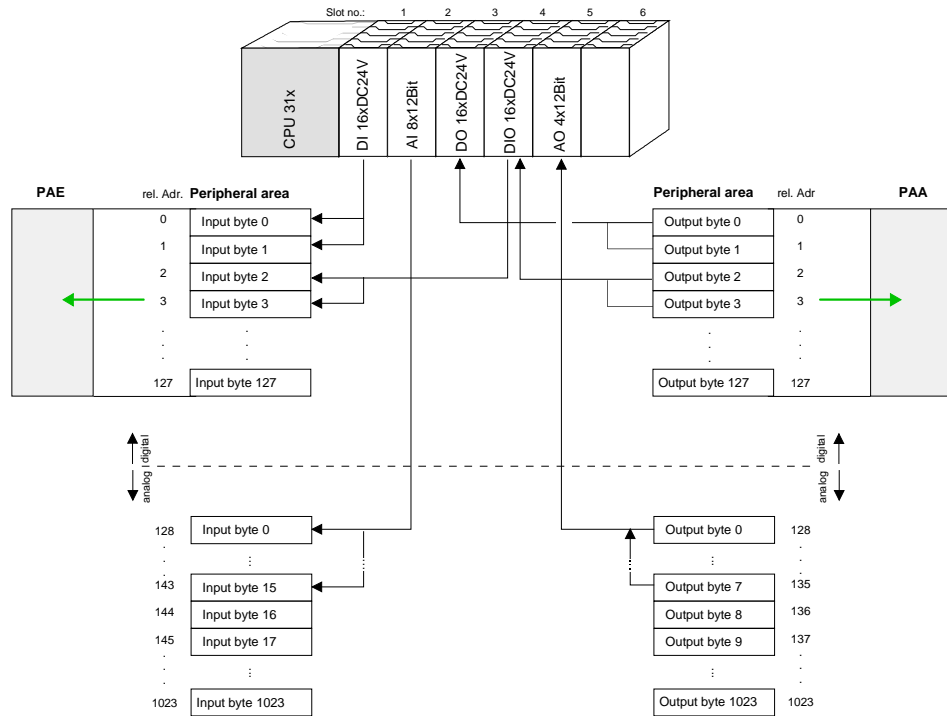 Slot no.: 1 2 3 4 5 6
CPU 31x
DI 16xDC24V
AI 8x12Bit
DO 16xDC24V
DIO 16xDC24V
AO 4x12Bit
PAE rel. Adr. Peripheral area Peripheral area rel. Adr PAA
0 Input byte 0 Output byte 0 0
1 Input byte 1 Output byte 1 1
2 Input byte 2 Output byte 2 2
3 Input byte 3 Output byte 3 3
127 Input byte 127 Output byte 127 127
digital digital
analog analog
128 Input byte 0 Output byte 0 128
143 Input byte 15 Output byte 7 135
144 Input byte 16 Output byte 8 136
145 Input byte 17 Output byte 9 137
1023 Input byte 1023 Output byte 1023 1023